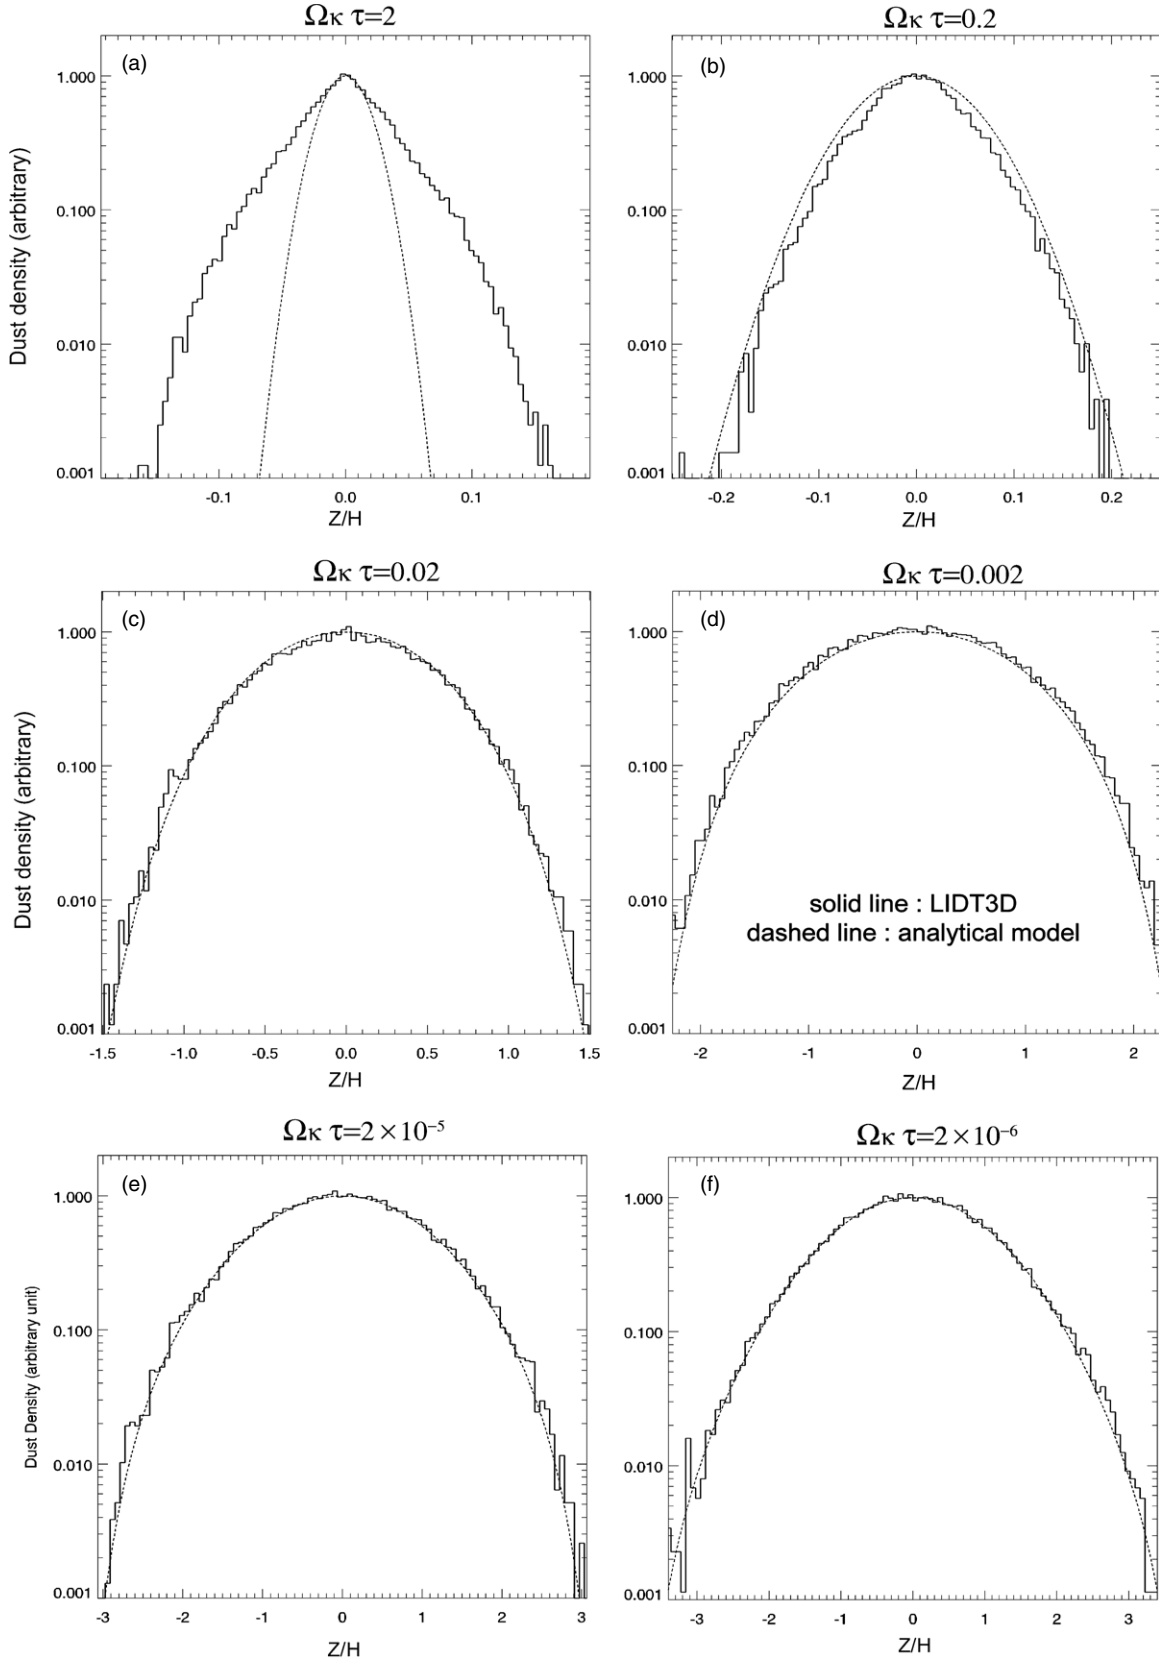 Ωκ τ=2
(a)
1.000
0.100
0.010
0.001
Dust density (arbitrary)
-0.1 0.0 0.1
Z/H
Ωκ τ=0.2
(b)
1.000
0.100
0.010
0.001
-0.2 -0.1 0.0 0.1 0.2
Z/H
Ωκ τ=0.02
(c)
1.000
0.100
0.010
0.001
Dust density (arbitrary)
-1.5 -1.0 -0.5 0.0 0.5 1.0 1.5
Z/H
Ωκ τ=0.002
(d)
1.000
0.100
0.010
0.001
solid line : LIDT3D
dashed line : analytical model
-2 -1 0 1 2
Z/H
Ωκ τ=2×10⁻⁵
(e)
1.000
0.100
0.010
0.001
Dust Density (arbitrary unit)
-3 -2 -1 0 1 2 3
Z/H
Ωκ τ=2×10⁻⁶
(f)
1.000
0.100
0.010
0.001
-3 -2 -1 0 1 2 3
Z/H